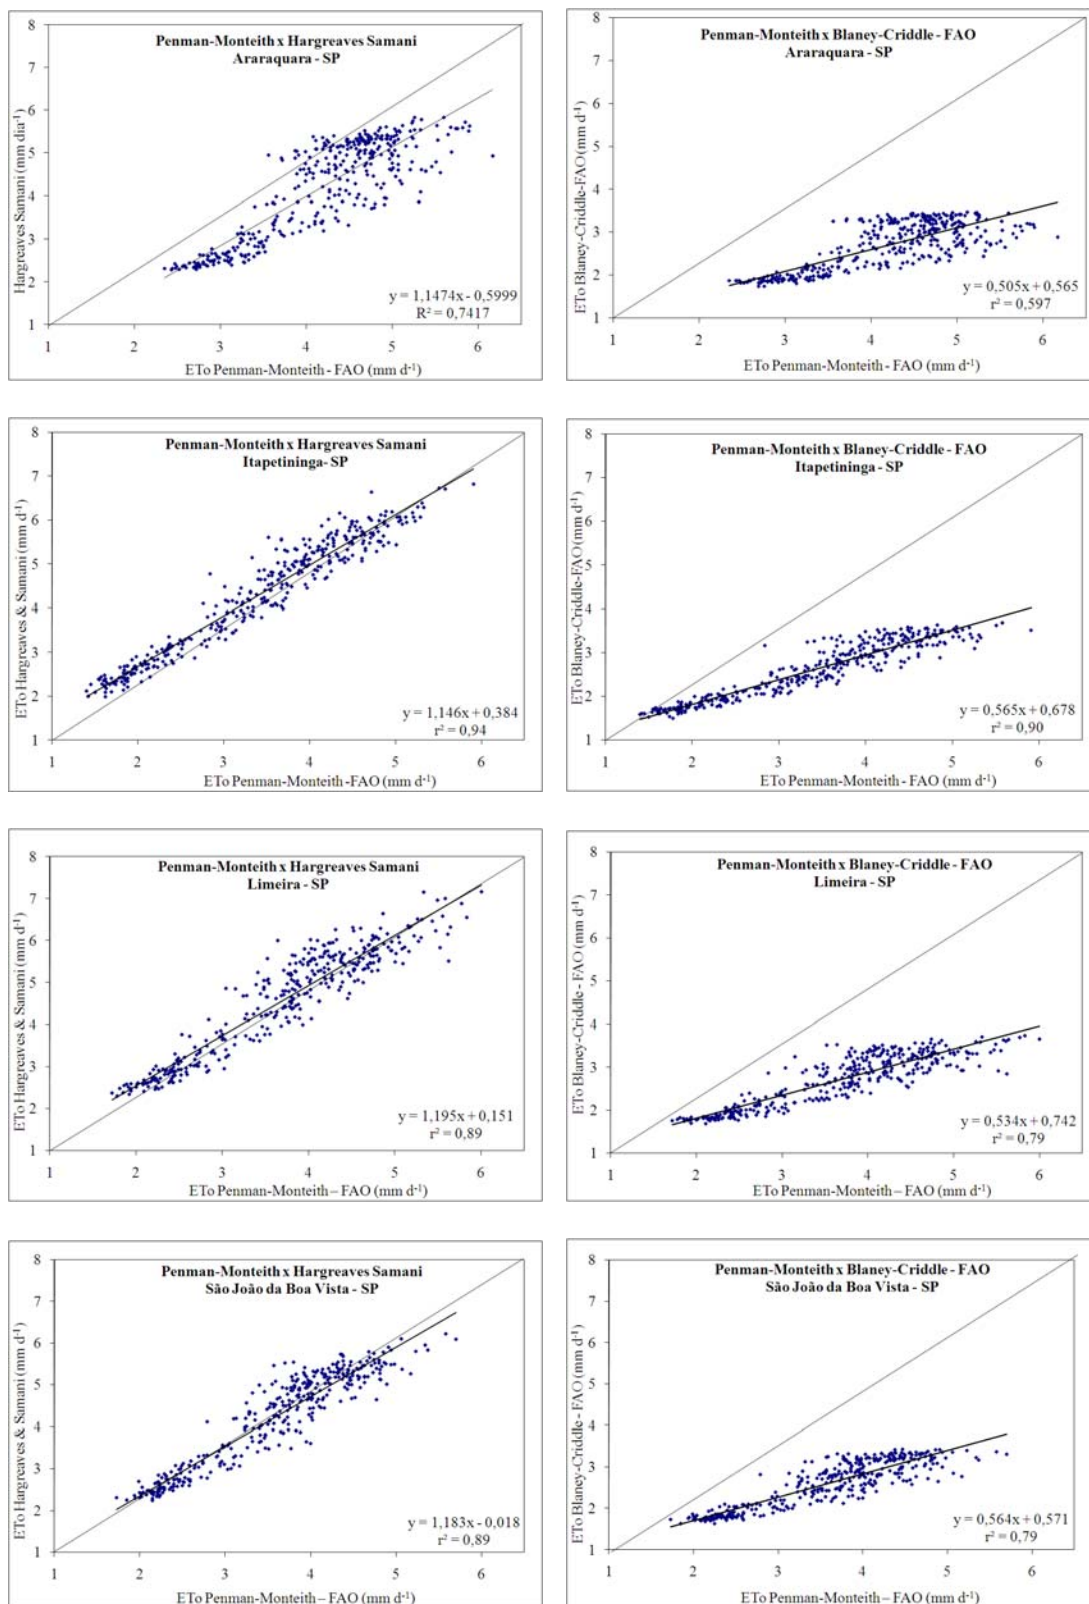 Penman-Monteith x Hargreaves Samani
Araraquara - SP
Hargreaves Samani (mm dia-1)
8
7
6
5
4
3
2
1
y = 1,1474x - 0,5999
R² = 0,7417
1 2 3 4 5 6
ETo Penman-Monteith - FAO (mm d-1)
Penman-Monteith x Blaney-Criddle - FAO
Araraquara - SP
ETo Blaney-Criddle-FAO (mm d-1)
8
7
6
5
4
3
2
1
y = 0,505x + 0,565
r² = 0,597
1 2 3 4 5 6
ETo Penman-Monteith - FAO (mm d-1)
Penman-Monteith x Hargreaves Samani
Itapetininga- SP
ETo Hargreaves & Samani (mm d-1)
8
7
6
5
4
3
2
1
y = 1,146x + 0,384
r² = 0,94
1 2 3 4 5 6
ETo Penman-Monteith -FAO (mm d-1)
Penman-Monteith x Blaney-Criddle - FAO
Itapetininga - SP
ETo Blaney-Criddle-FAO (mm d-1)
8
7
6
5
4
3
2
1
y = 0,565x + 0,678
r² = 0,90
1 2 3 4 5 6
ETo Penman-Monteith - FAO (mm d-1)
Penman-Monteith x Hargreaves Samani
Limeira - SP
ETo Hargreaves & Samani (mm d-1)
8
7
6
5
4
3
2
1
y = 1,195x + 0,151
r² = 0,89
1 2 3 4 5 6
ETo Penman-Monteith – FAO (mm d-1)
Penman-Monteith x Blaney-Criddle - FAO
Limeira - SP
ETo Blaney-Criddle - FAO (mm d-1)
8
7
6
5
4
3
2
1
y = 0,534x + 0,742
r² = 0,79
1 2 3 4 5 6
ETo Penman-Monteith – FAO (mm d-1)
Penman-Monteith x Hargreaves Samani
São João da Boa Vista - SP
ETo Hargreaves & Samani (mm d-1)
8
7
6
5
4
3
2
1
y = 1,183x - 0,018
r² = 0,89
1 2 3 4 5 6
ETo Penman-Monteith – FAO (mm d-1)
Penman-Monteith x Blaney-Criddle - FAO
São João da Boa Vista - SP
ETo Blaney-Criddle - FAO (mm d-1)
8
7
6
5
4
3
2
1
y = 0,564x + 0,571
r² = 0,79
1 2 3 4 5 6
ETo Penman-Monteith – FAO (mm d-1)